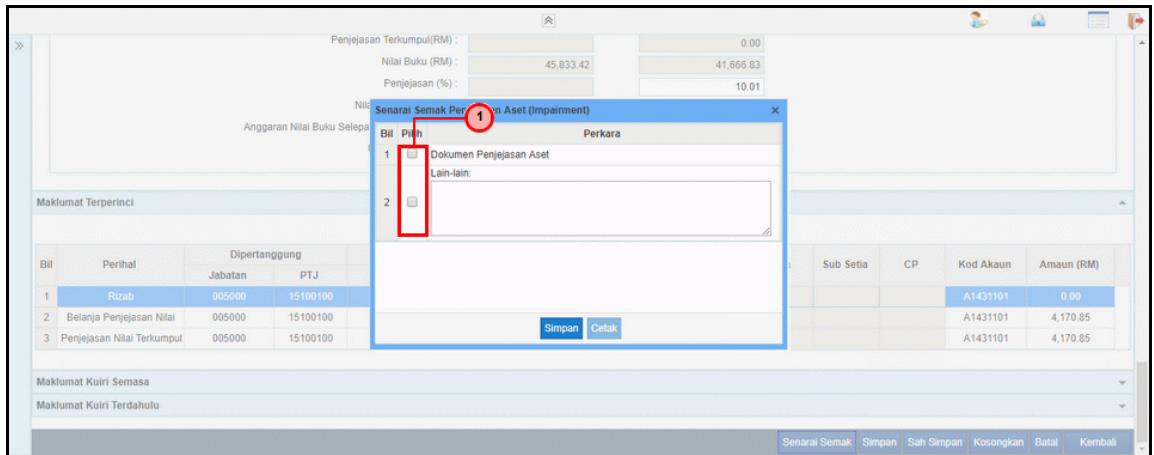 Penjejasan Terkumpul(RM) : 0.00
Nilai Buku (RM) : 45,833.42 41,666.83
Penjejasan (%) : 10.01
Anggaran Nilai Buku
Senarai Semak Aset (Impairment) ×
1
Bil Pilih Perkara
1 Dokumen Penjejasan Aset
2 Lain-lain:
Simpan Cetak
Maklumat Terperinci
Bil Perihal Dipertanggung Sub Setia CP Kod Akaun Amaun (RM)
Jabatan PTJ
1 Rizab 005000 15100100 A1431101 0.00
2 Belanja Penjejasan Nilai 005000 15100100 A1431101 4,170.85
3 Penjejasan Nilai Terkumpul 005000 15100100 A1431101 4,170.85
Maklumat Kuiri Semasa
Maklumat Kuiri Terdahulu
Senarai Semak Simpan Sah Simpan Kosongkan Batal Kembali